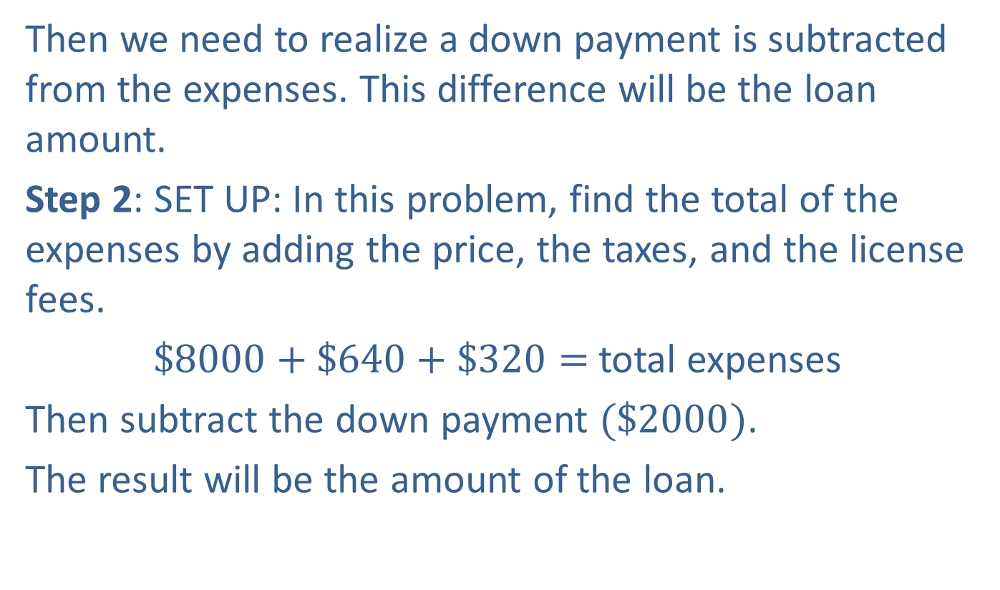 Then we need to realize a down payment is subtracted
from the expenses. This difference will be the loan
amount.
Step 2: SET UP: In this problem, find the total of the
expenses by adding the price, the taxes, and the license
fees.
$8000 + $640 + $320 = total expenses
Then subtract the down payment ($2000).
The result will be the amount of the loan.